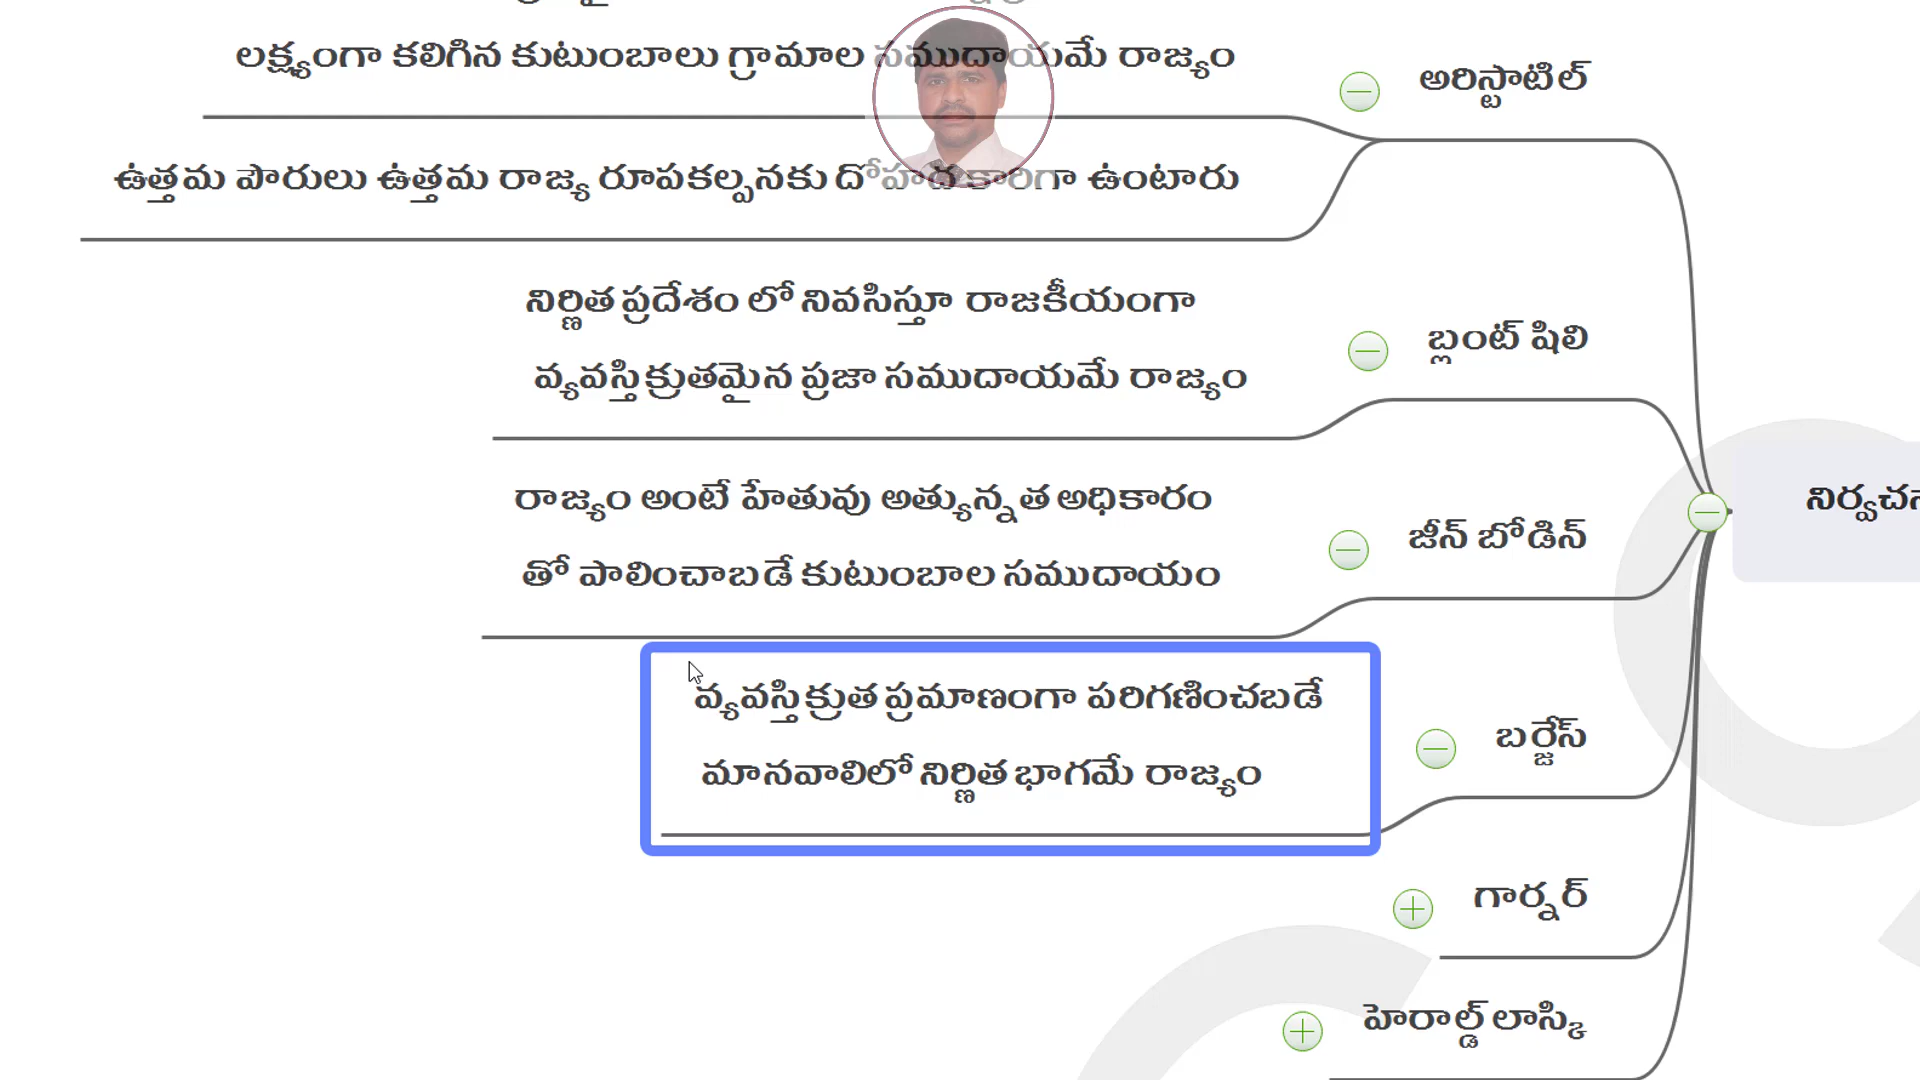 లక్ష్యంగా కలిగిన కుటుంబాలు గ్రామాల సముదాయమే రాజ్యం
అరిస్టాటిల్
ఉత్తమ పౌరులు ఉత్తమ రాజ్య రూపకల్పనకు దోహదకారిగా ఉంటారు
నిర్ణిత ప్రదేశం లో నివసిస్తూ రాజకీయంగా
వ్యవస్తిక్రుతమైన ప్రజా సముదాయమే రాజ్యం
బ్లంట్ షిలి
రాజ్యం అంటే హేతువు అత్యున్నత అధికారం
తో పాలించాబడే కుటుంబాల సముదాయం
జీన్ బోడిన్
వ్యవస్తిక్రుత ప్రమాణంగా పరిగణించబడే
మానవాలిలో నిర్ణిత భాగమే రాజ్యం
బర్జేస్
గార్నర్
హెరాల్డ్ లాస్కి